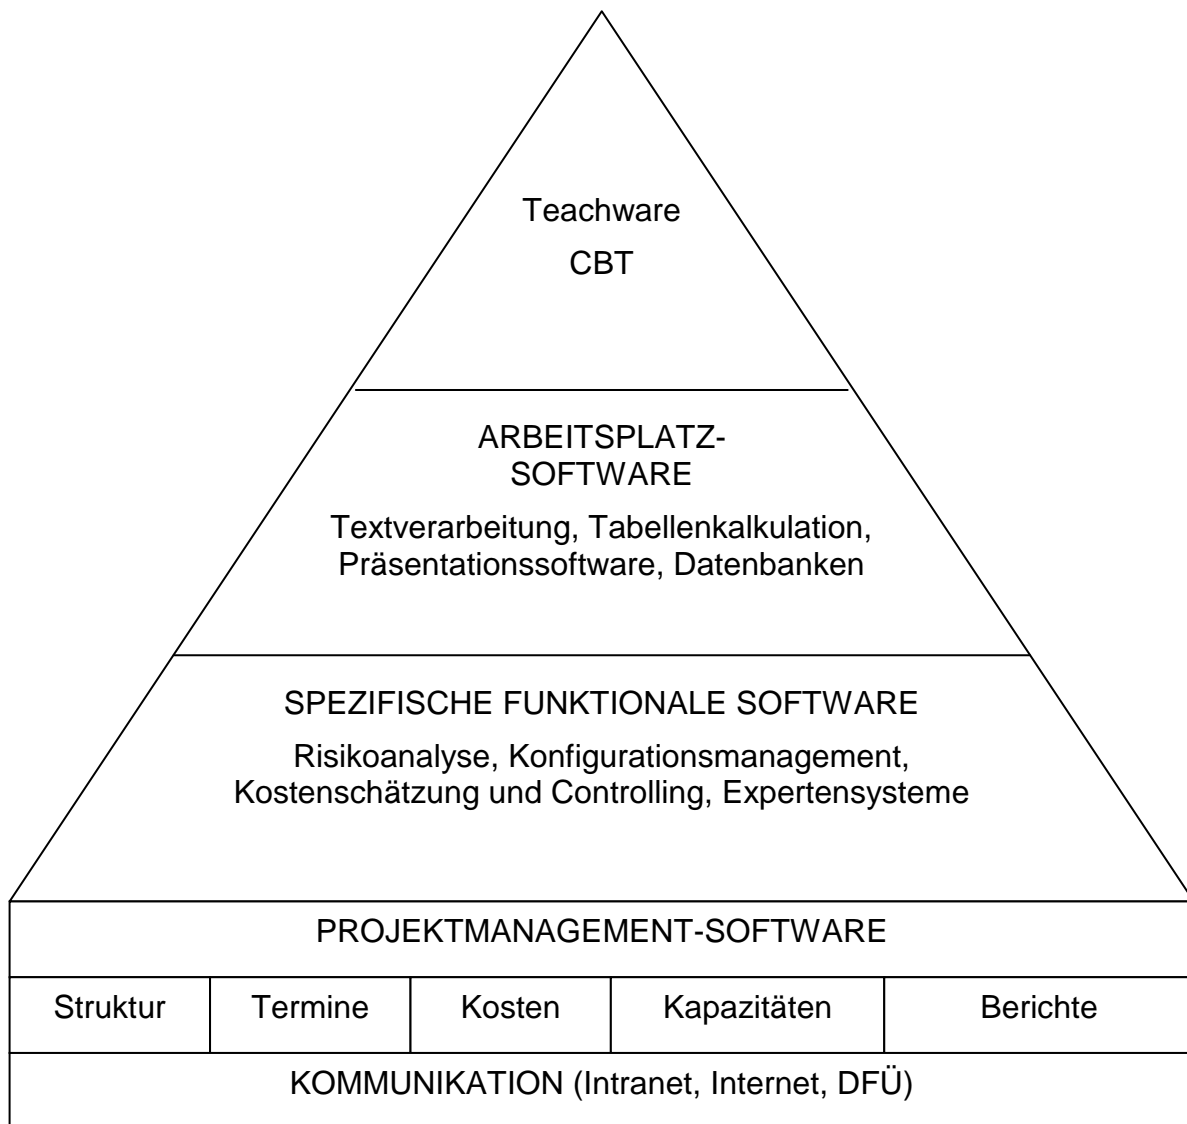 Teachware
CBT
ARBEITSPLATZ-
SOFTWARE
Textverarbeitung, Tabellenkalkulation,
Präsentationssoftware, Datenbanken
SPEZIFISCHE FUNKTIONALE SOFTWARE
Risikoanalyse, Konfigurationsmanagement,
Kostenschätzung und Controlling, Expertensysteme
PROJEKTMANAGEMENT-SOFTWARE
Struktur Termine Kosten Kapazitäten Berichte
KOMMUNIKATION (Intranet, Internet, DFÜ)